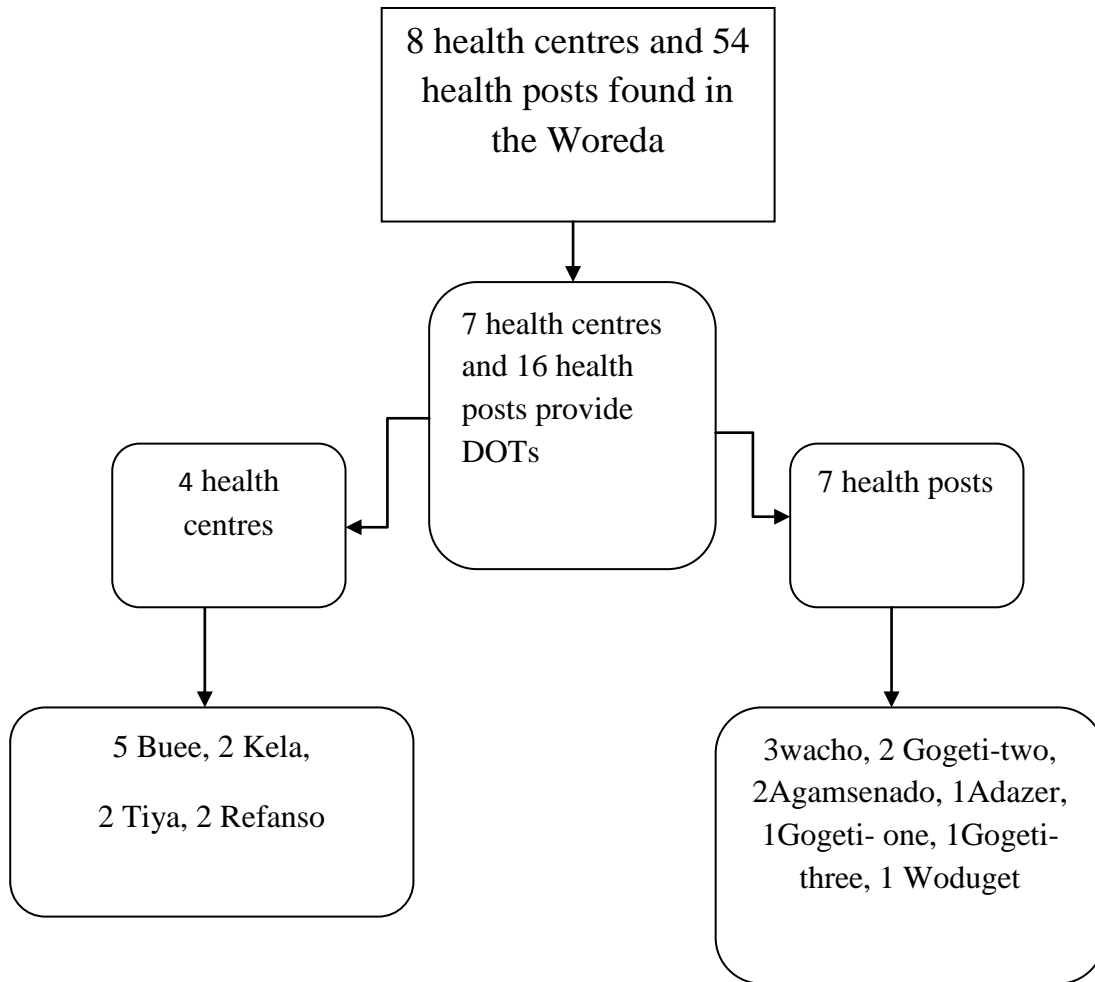 8 health centres and 54
health posts found in
the Woreda
7 health centres
and 16 health
posts provide
DOTs
4 health
centres
7 health posts
5 Buee, 2 Kela,
2 Tiya, 2 Refanso
3wacho, 2 Gogeti-two,
2Agamsenado, 1Adazer,
1Gogeti- one, 1Gogeti-
three, 1 Woduget